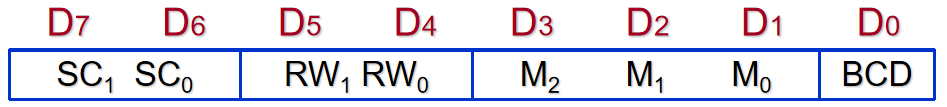 D7 D6 D5 D4 D3 D2 D1 D0
SC₁ SC₀ RW₁ RW₀ M₂ M₁ M₀ BCD